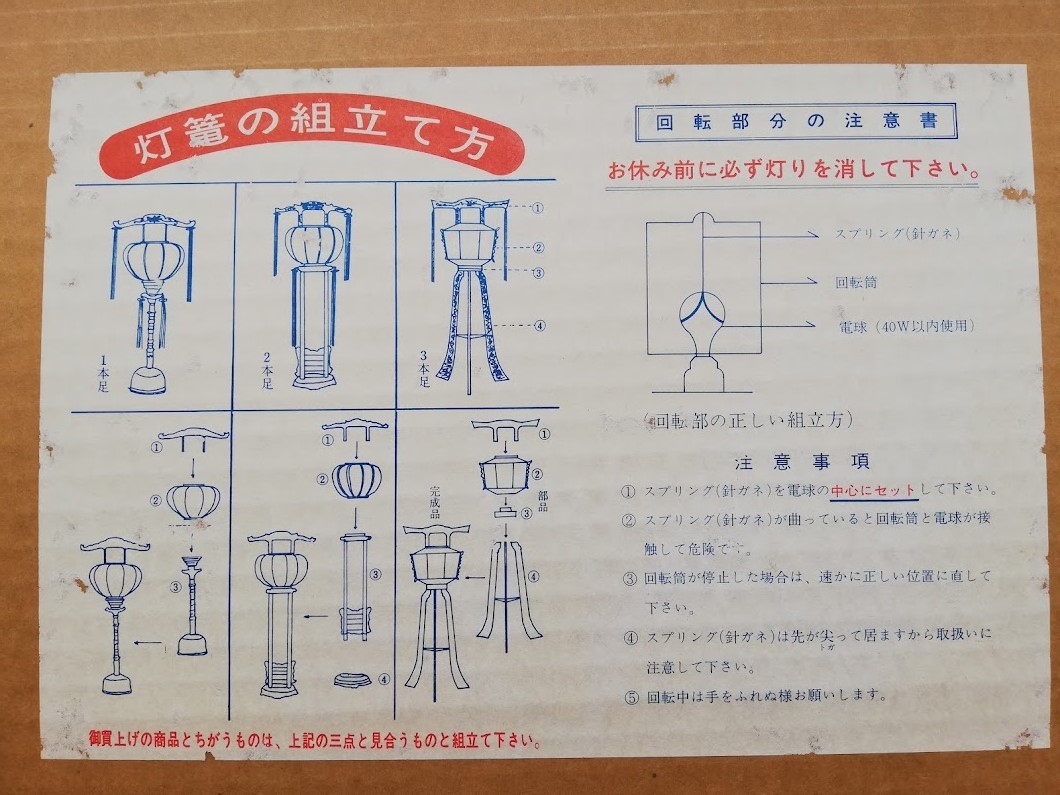 灯篭の組立て方
①
②
③
④
1本足
2本足
3本足
①
②
③
①
②
③
④
①
②
部品
③
完成品
④
御買上げの商品とちがうものは、上記の三点と見合うものと組立て下さい。
回転部分の注意書
お休み前に必ず灯りを消して下さい。
スプリング(針ガネ)
回転筒
電球(40W以内使用)
(回転部の正しい組立方)
注意事項
① スプリング(針ガネ)を電球の中心にセットして下さい。
② スプリング(針ガネ)が曲っていると回転筒と電球が接
触して危険です。
③ 回転筒が停止した場合は、速かに正しい位置に直して
下さい。
④ スプリング(針ガネ)は先が尖って居ますから取扱いに
トガ
注意して下さい。
⑤ 回転中は手をふれぬ様お願いします。